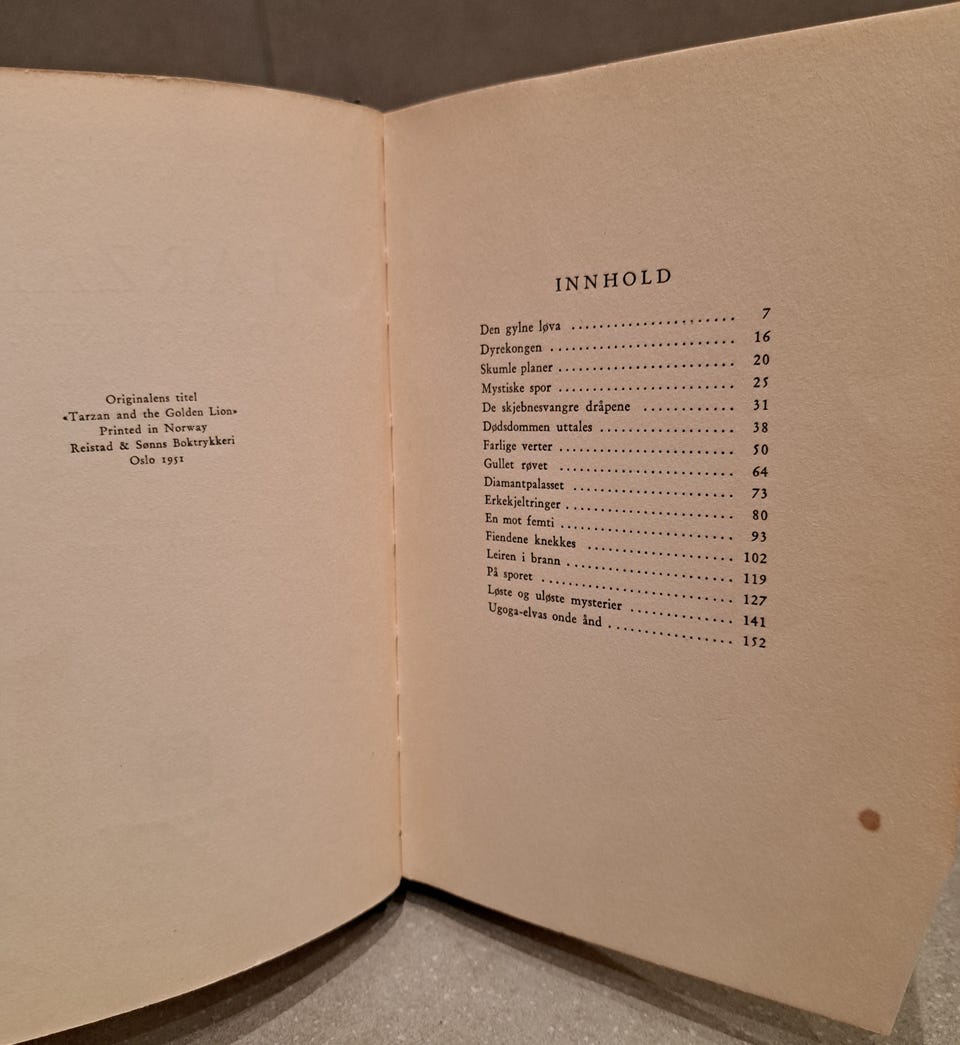 Originalens titel
«Tarzan and the Golden Lion»
Printed in Norway
Reistad & Sønns Boktrykkeri
Oslo 1951
INNHOLD
Den gylne løva ........................ 7
Dyrekongen ........................... 16
Skumle planer ......................... 20
Mystiske spor .......................... 25
De skjebnesvangre dråpene ............ 31
Dødsdommen uttales ................... 38
Farlige verter .......................... 50
Gullet røvet .......................... 64
Diamantpalasset ....................... 73
Erkekjeltringer ........................ 80
En mot femti .......................... 93
Fiendene knekkes ..................... 102
Leiren i brann ........................ 119
På sporet ............................ 127
Løste og uløste mysterier ............... 141
Ugoga-elvas onde ånd .................. 152